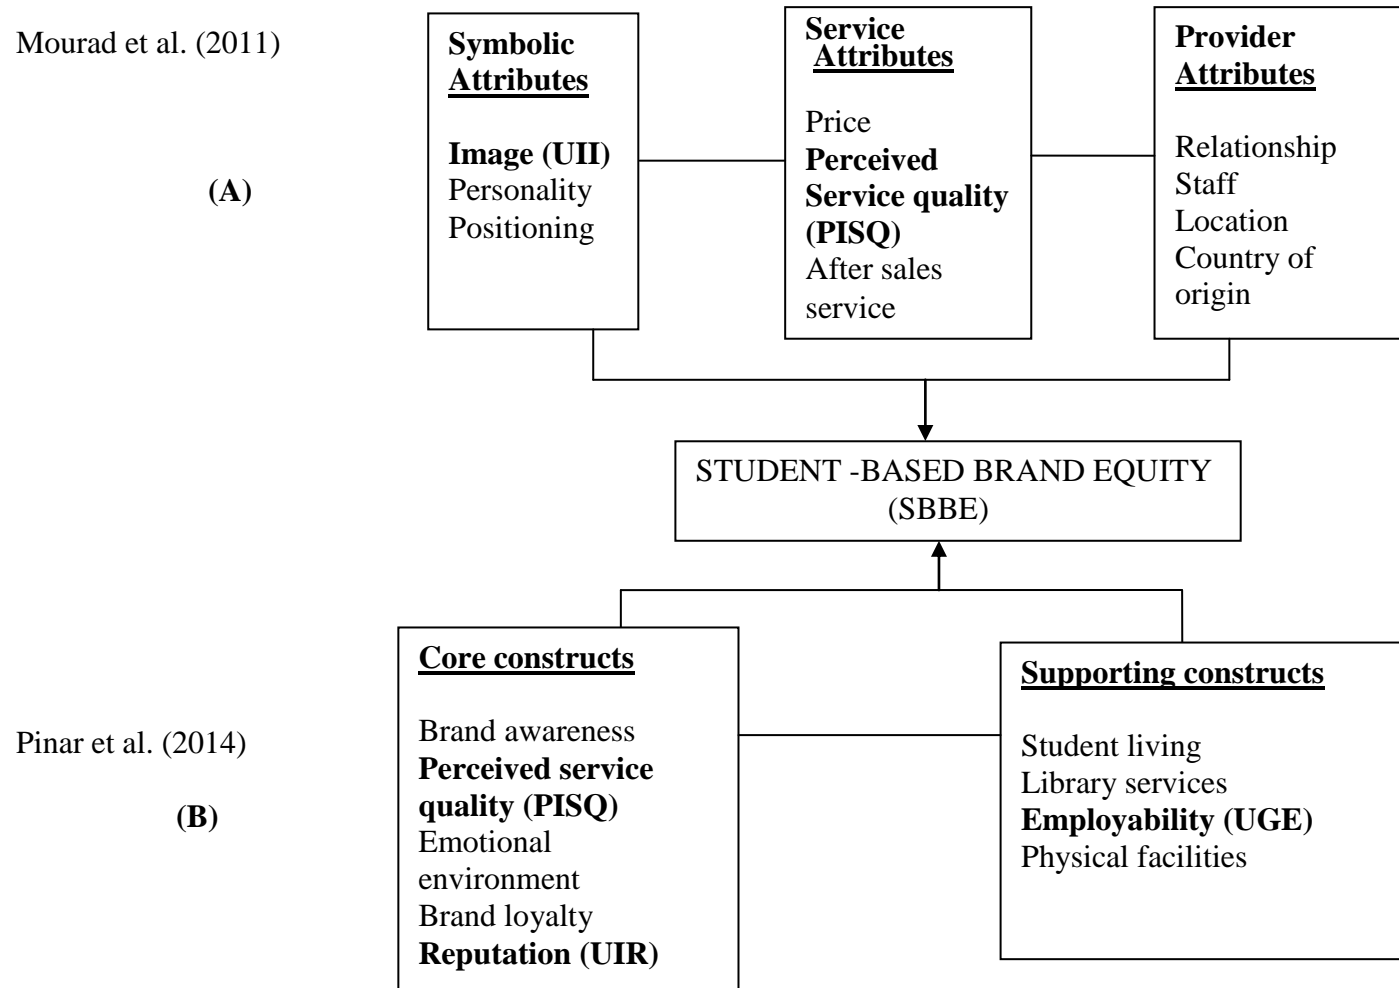 Mourad et al. (2011)
(A)
Symbolic
Attributes
Image (UII)
Personality
Positioning
Service
Attributes
Price
Perceived
Service quality
(PISQ)
After sales
service
Provider
Attributes
Relationship
Staff
Location
Country of
origin
STUDENT -BASED BRAND EQUITY
(SBBE)
Pinar et al. (2014)
(B)
Core constructs
Brand awareness
Perceived service
quality (PISQ)
Emotional
environment
Brand loyalty
Reputation (UIR)
Supporting constructs
Student living
Library services
Employability (UGE)
Physical facilities